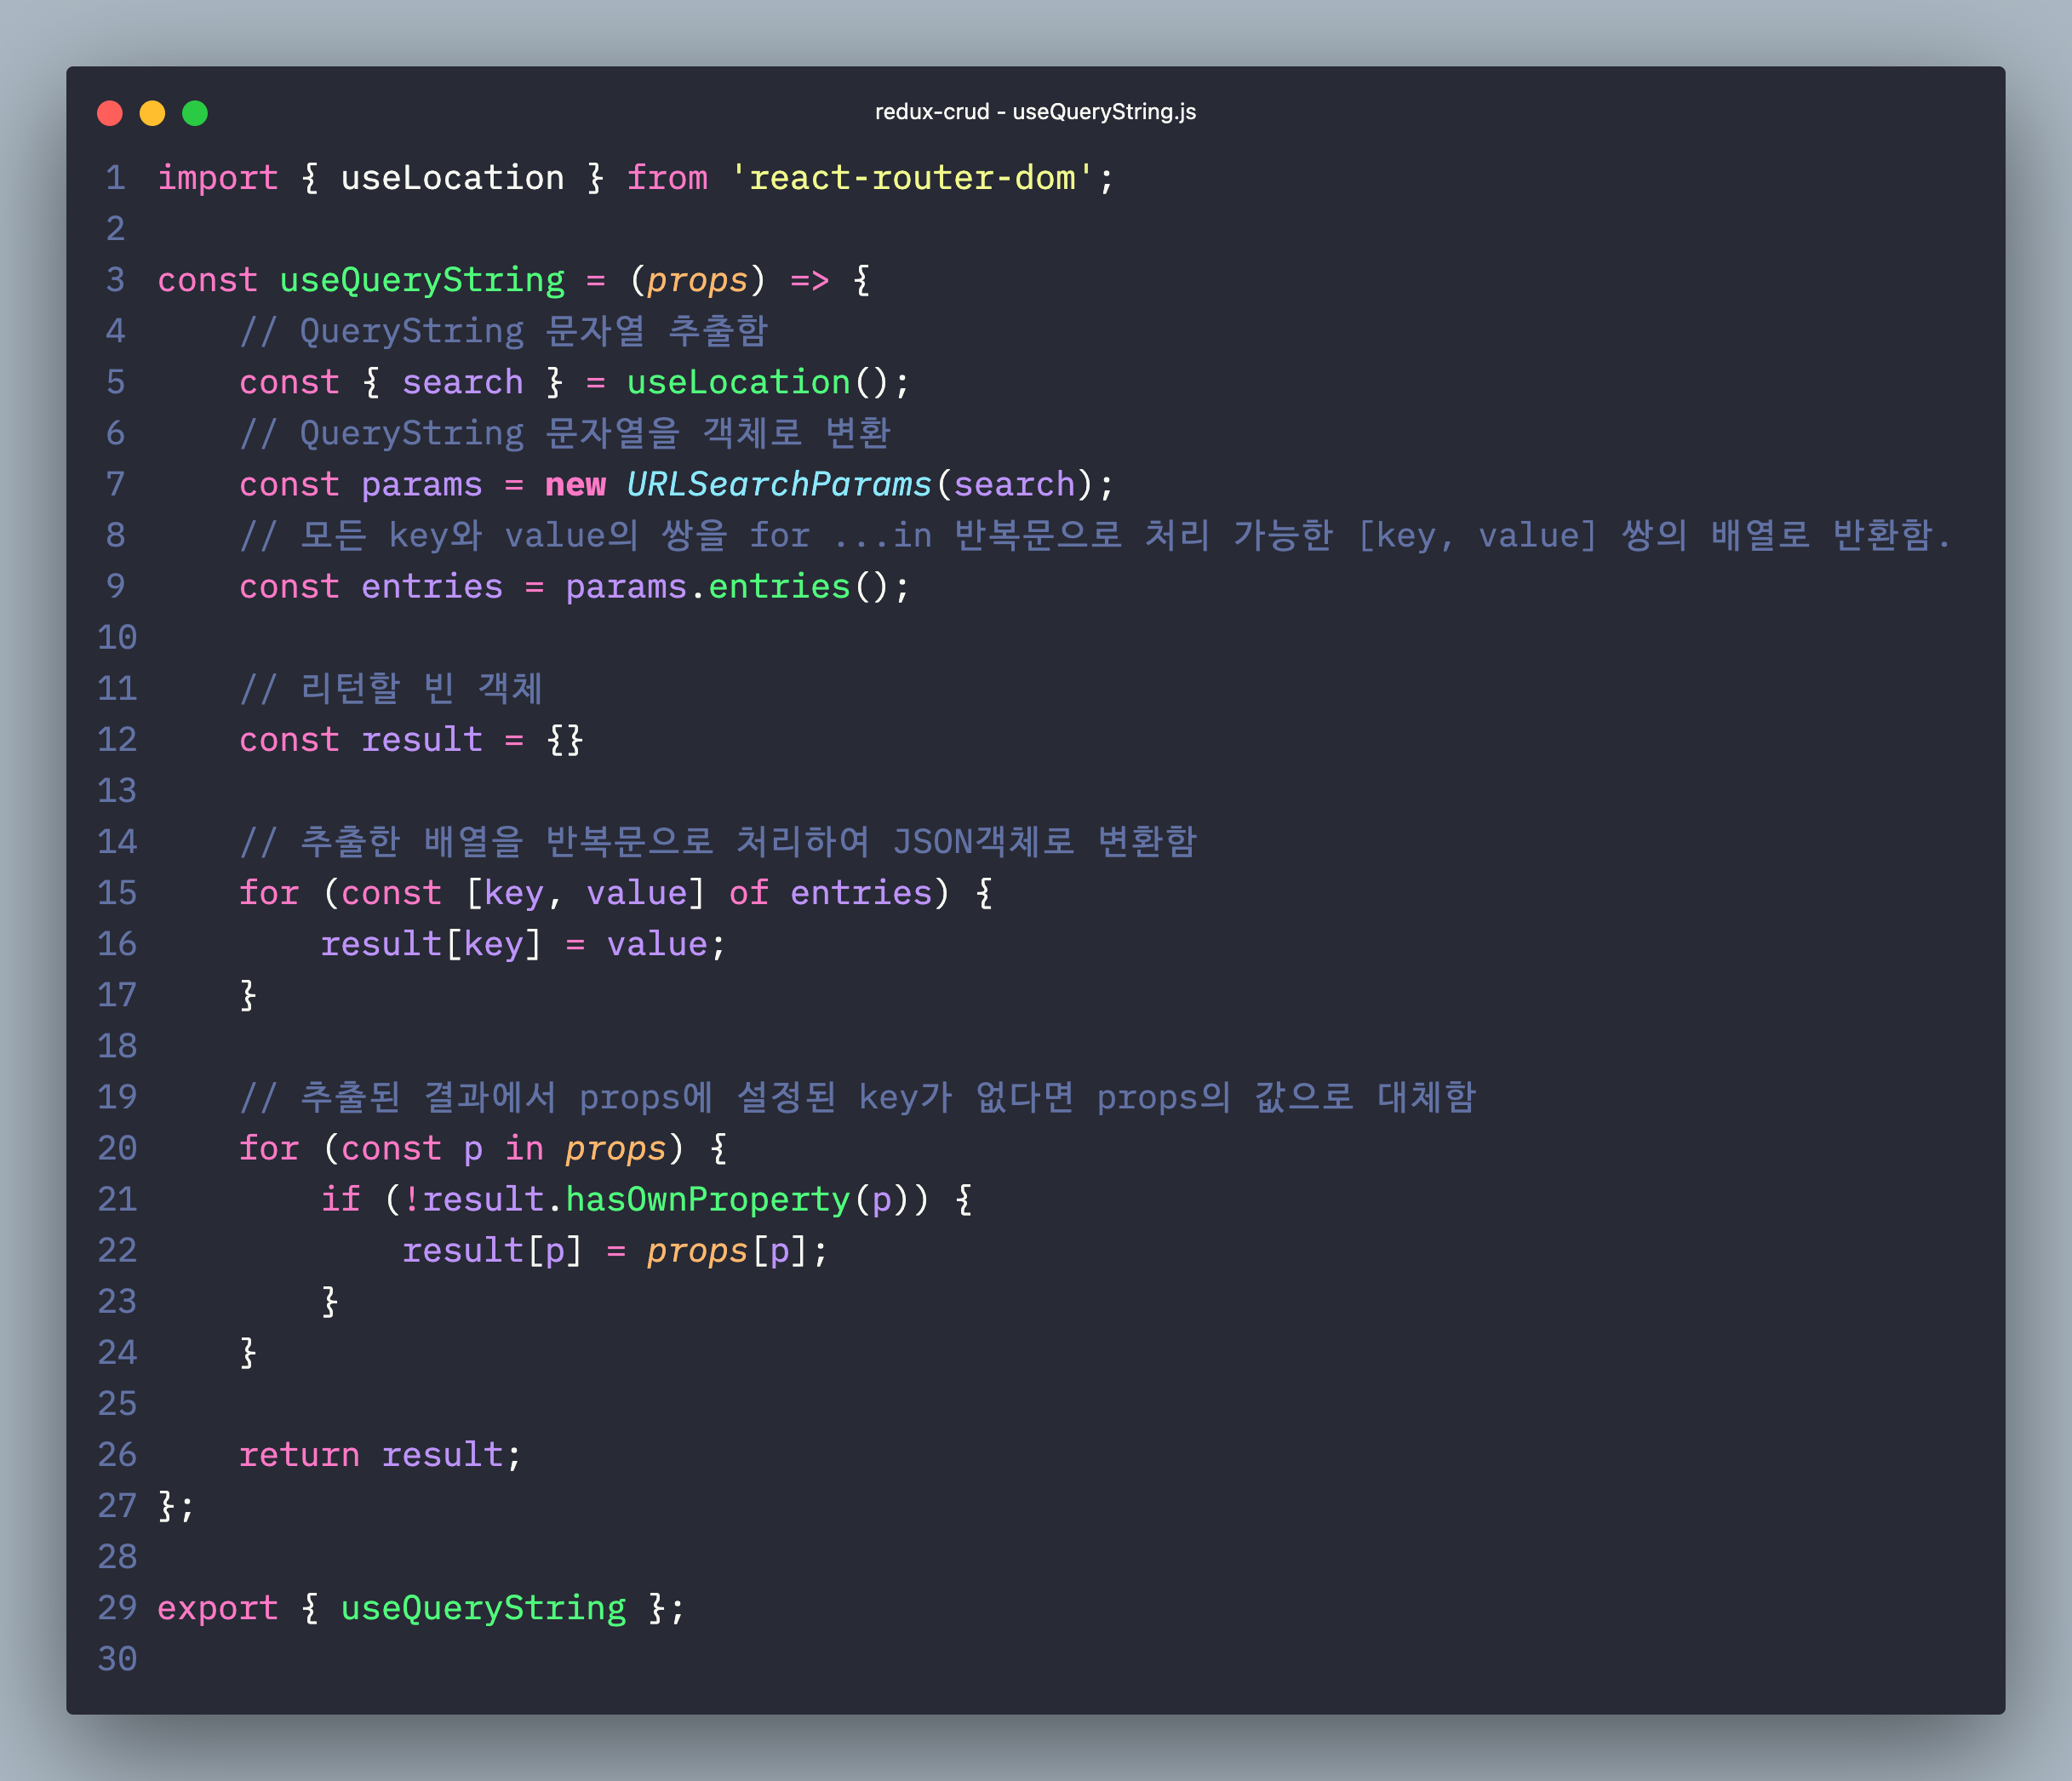 redux-crud - useQueryString.js
1 import { useLocation } from 'react-router-dom';
2
3 const useQueryString = (props) => {
4     // QueryString 문자열 추출함
5     const { search } = useLocation();
6     // QueryString 문자열을 객체로 변환
7     const params = new URLSearchParams(search);
8     // 모든 key와 value의 쌍을 for ...in 반복문으로 처리 가능한 [key, value] 쌍의 배열로 반환함.
9     const entries = params.entries();
10
11     // 리턴할 빈 객체
12     const result = {}
13
14     // 추출한 배열을 반복문으로 처리하여 JSON객체로 변환함
15     for (const [key, value] of entries) {
16         result[key] = value;
17     }
18
19     // 추출된 결과에서 props에 설정된 key가 없다면 props의 값으로 대체함
20     for (const p in props) {
21         if (!result.hasOwnProperty(p)) {
22             result[p] = props[p];
23         }
24     }
25
26     return result;
27 };
28
29 export { useQueryString };
30